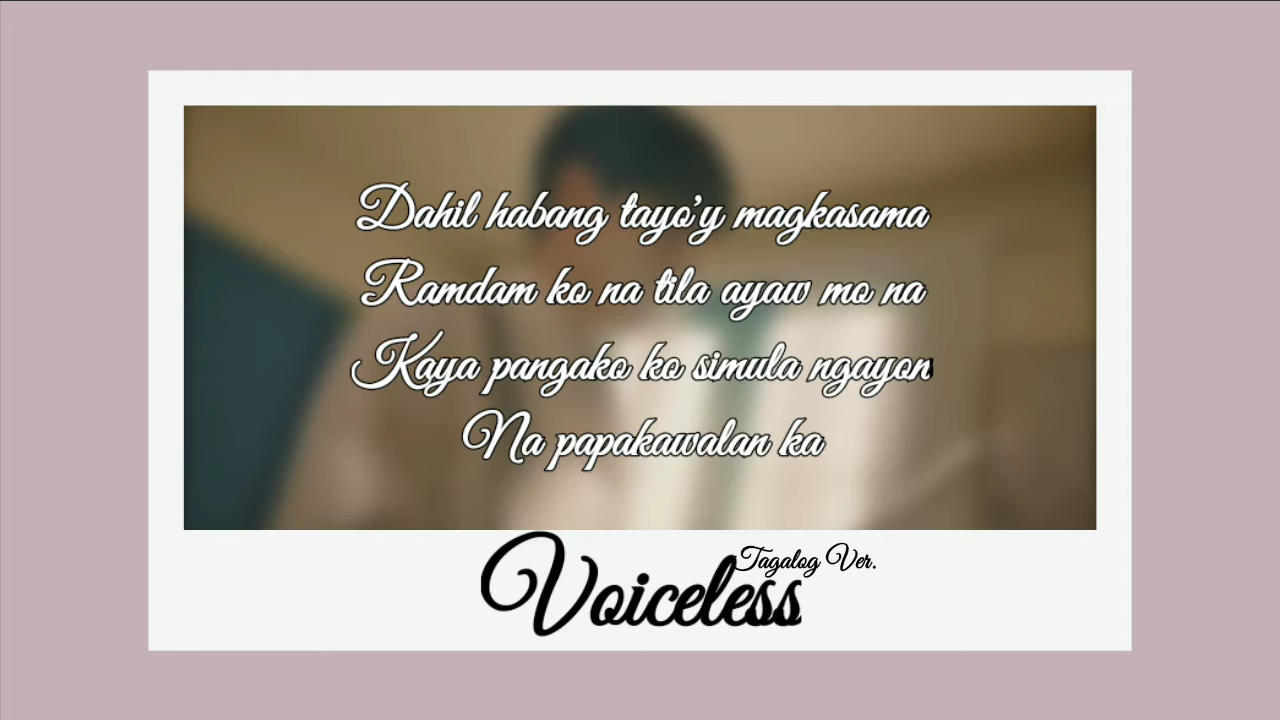 Dahil habang tayo'y magkasama
Ramdam ko na tila ayaw mo na
Kaya pangako ko simula ngayon
Na papakawalan ka
Tagalog Ver.
Voiceless